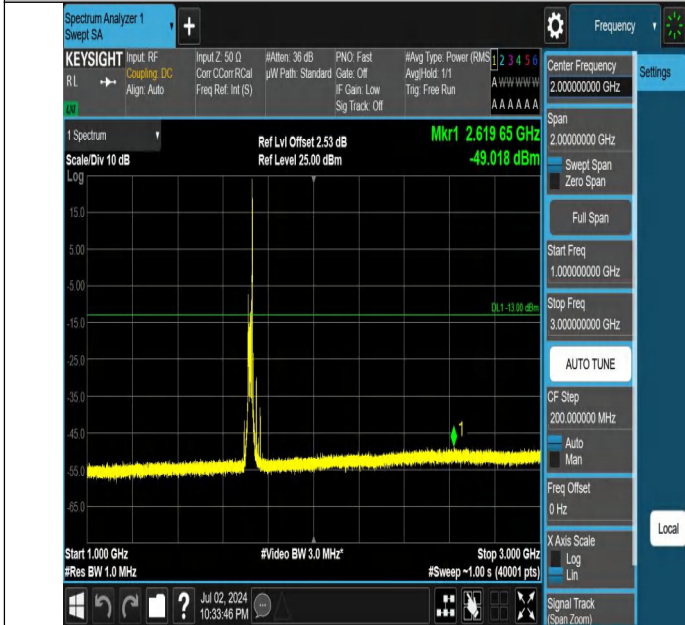 Spectrum Analyzer 1
Swept SA
+
Frequency
KEYSIGHT
RL
Input: RF
Coupling: DC
Align: Auto
Input Z: 50 Ω
Corr CCorr RCal
Freq Ref: Int (S)
#Atten: 36 dB
µW Path: Standard
PNO: Fast
Gate: Off
IF Gain: Low
Sig Track: Off
#Avg Type: Power (RMS
Avg|Hold: 1/1
Trig: Free Run
1 2 3 4 5 6
A W W W W W
A A A A A A
1 Spectrum
Scale/Div 10 dB
Log
Ref Lvl Offset 2.53 dB
Ref Level 25.00 dBm
Mkr1 2.619 65 GHz
-49.018 dBm
15.0
5.00
-5.00
-15.0
-25.0
-35.0
-45.0
-55.0
-65.0
DL1 -13.00 dBm
1
Start 1.000 GHz
#Res BW 1.0 MHz
#Video BW 3.0 MHz*
Stop 3.000 GHz
#Sweep ~1.00 s (40001 pts)
?
Jul 02, 2024
10:33:46 PM
Center Frequency
2.000000000 GHz
Span
2.00000000 GHz
Swept Span
Zero Span
Full Span
Start Freq
1.000000000 GHz
Stop Freq
3.000000000 GHz
AUTO TUNE
CF Step
200.000000 MHz
Auto
Man
Freq Offset
0 Hz
X Axis Scale
Log
Lin
Signal Track
(Span Zoom)
Settings
Local